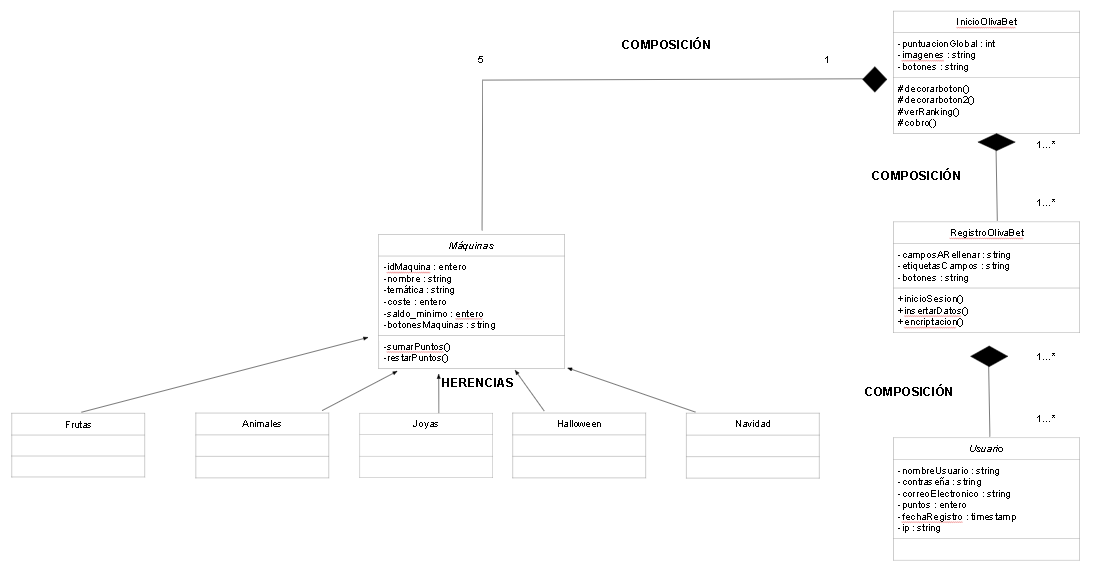 InicioOlivaBet
- puntuacionGlobal : int
- imagenes : string
- botones : string
#decorarboton()
#decorarboton2()
#verRanking()
#cobro()
COMPOSICIÓN
5
1
1...*
COMPOSICIÓN
1...*
RegistroOlivaBet
- camposARellenar : string
- etiquetasCampos : string
- botones : string
+inicioSesion()
+insertarDatos()
+encriptacion()
1...*
COMPOSICIÓN
1...*
Usuario
- nombreUsuario : string
- contraseña : string
- correoElectronico : string
- puntos : entero
- fechaRegistro : timestamp
- ip : string
Máquinas
-idMaquina : entero
-nombre : string
-temática : string
-coste : entero
-saldo_minimo : entero
-botonesMaquinas : string
-sumarPuntos()
-restarPuntos()
HERENCIAS
Frutas
Animales
Joyas
Halloween
Navidad